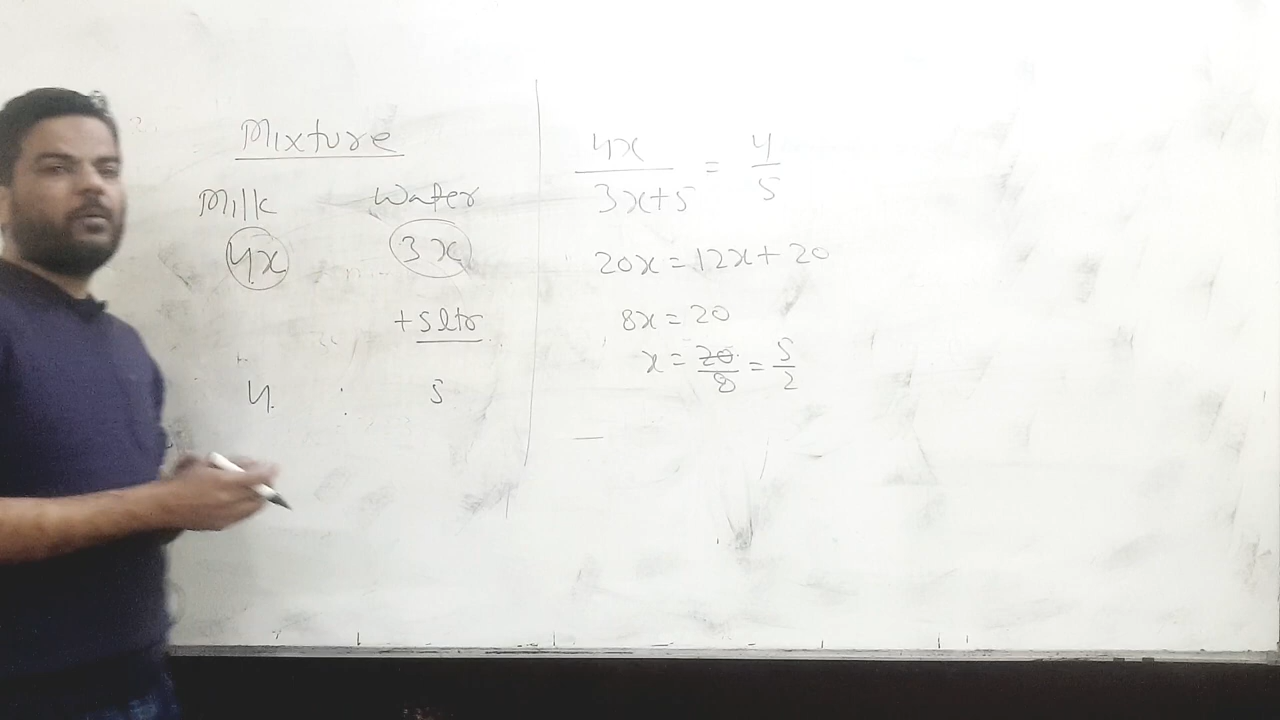 Mixture
Milk Water
4x 3x
+5ltr
4 : 5
4x/3x+5 = 4/5
20x = 12x + 20
8x = 20
x = 20/8 = 5/2